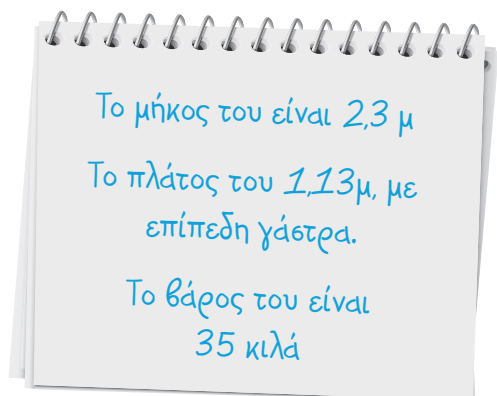 Το μήκος του είναι 2,3 μ
Το πλάτος του 1,13μ, με
επίπεδη γάστρα.
Το βάρος του είναι
35 κιλά